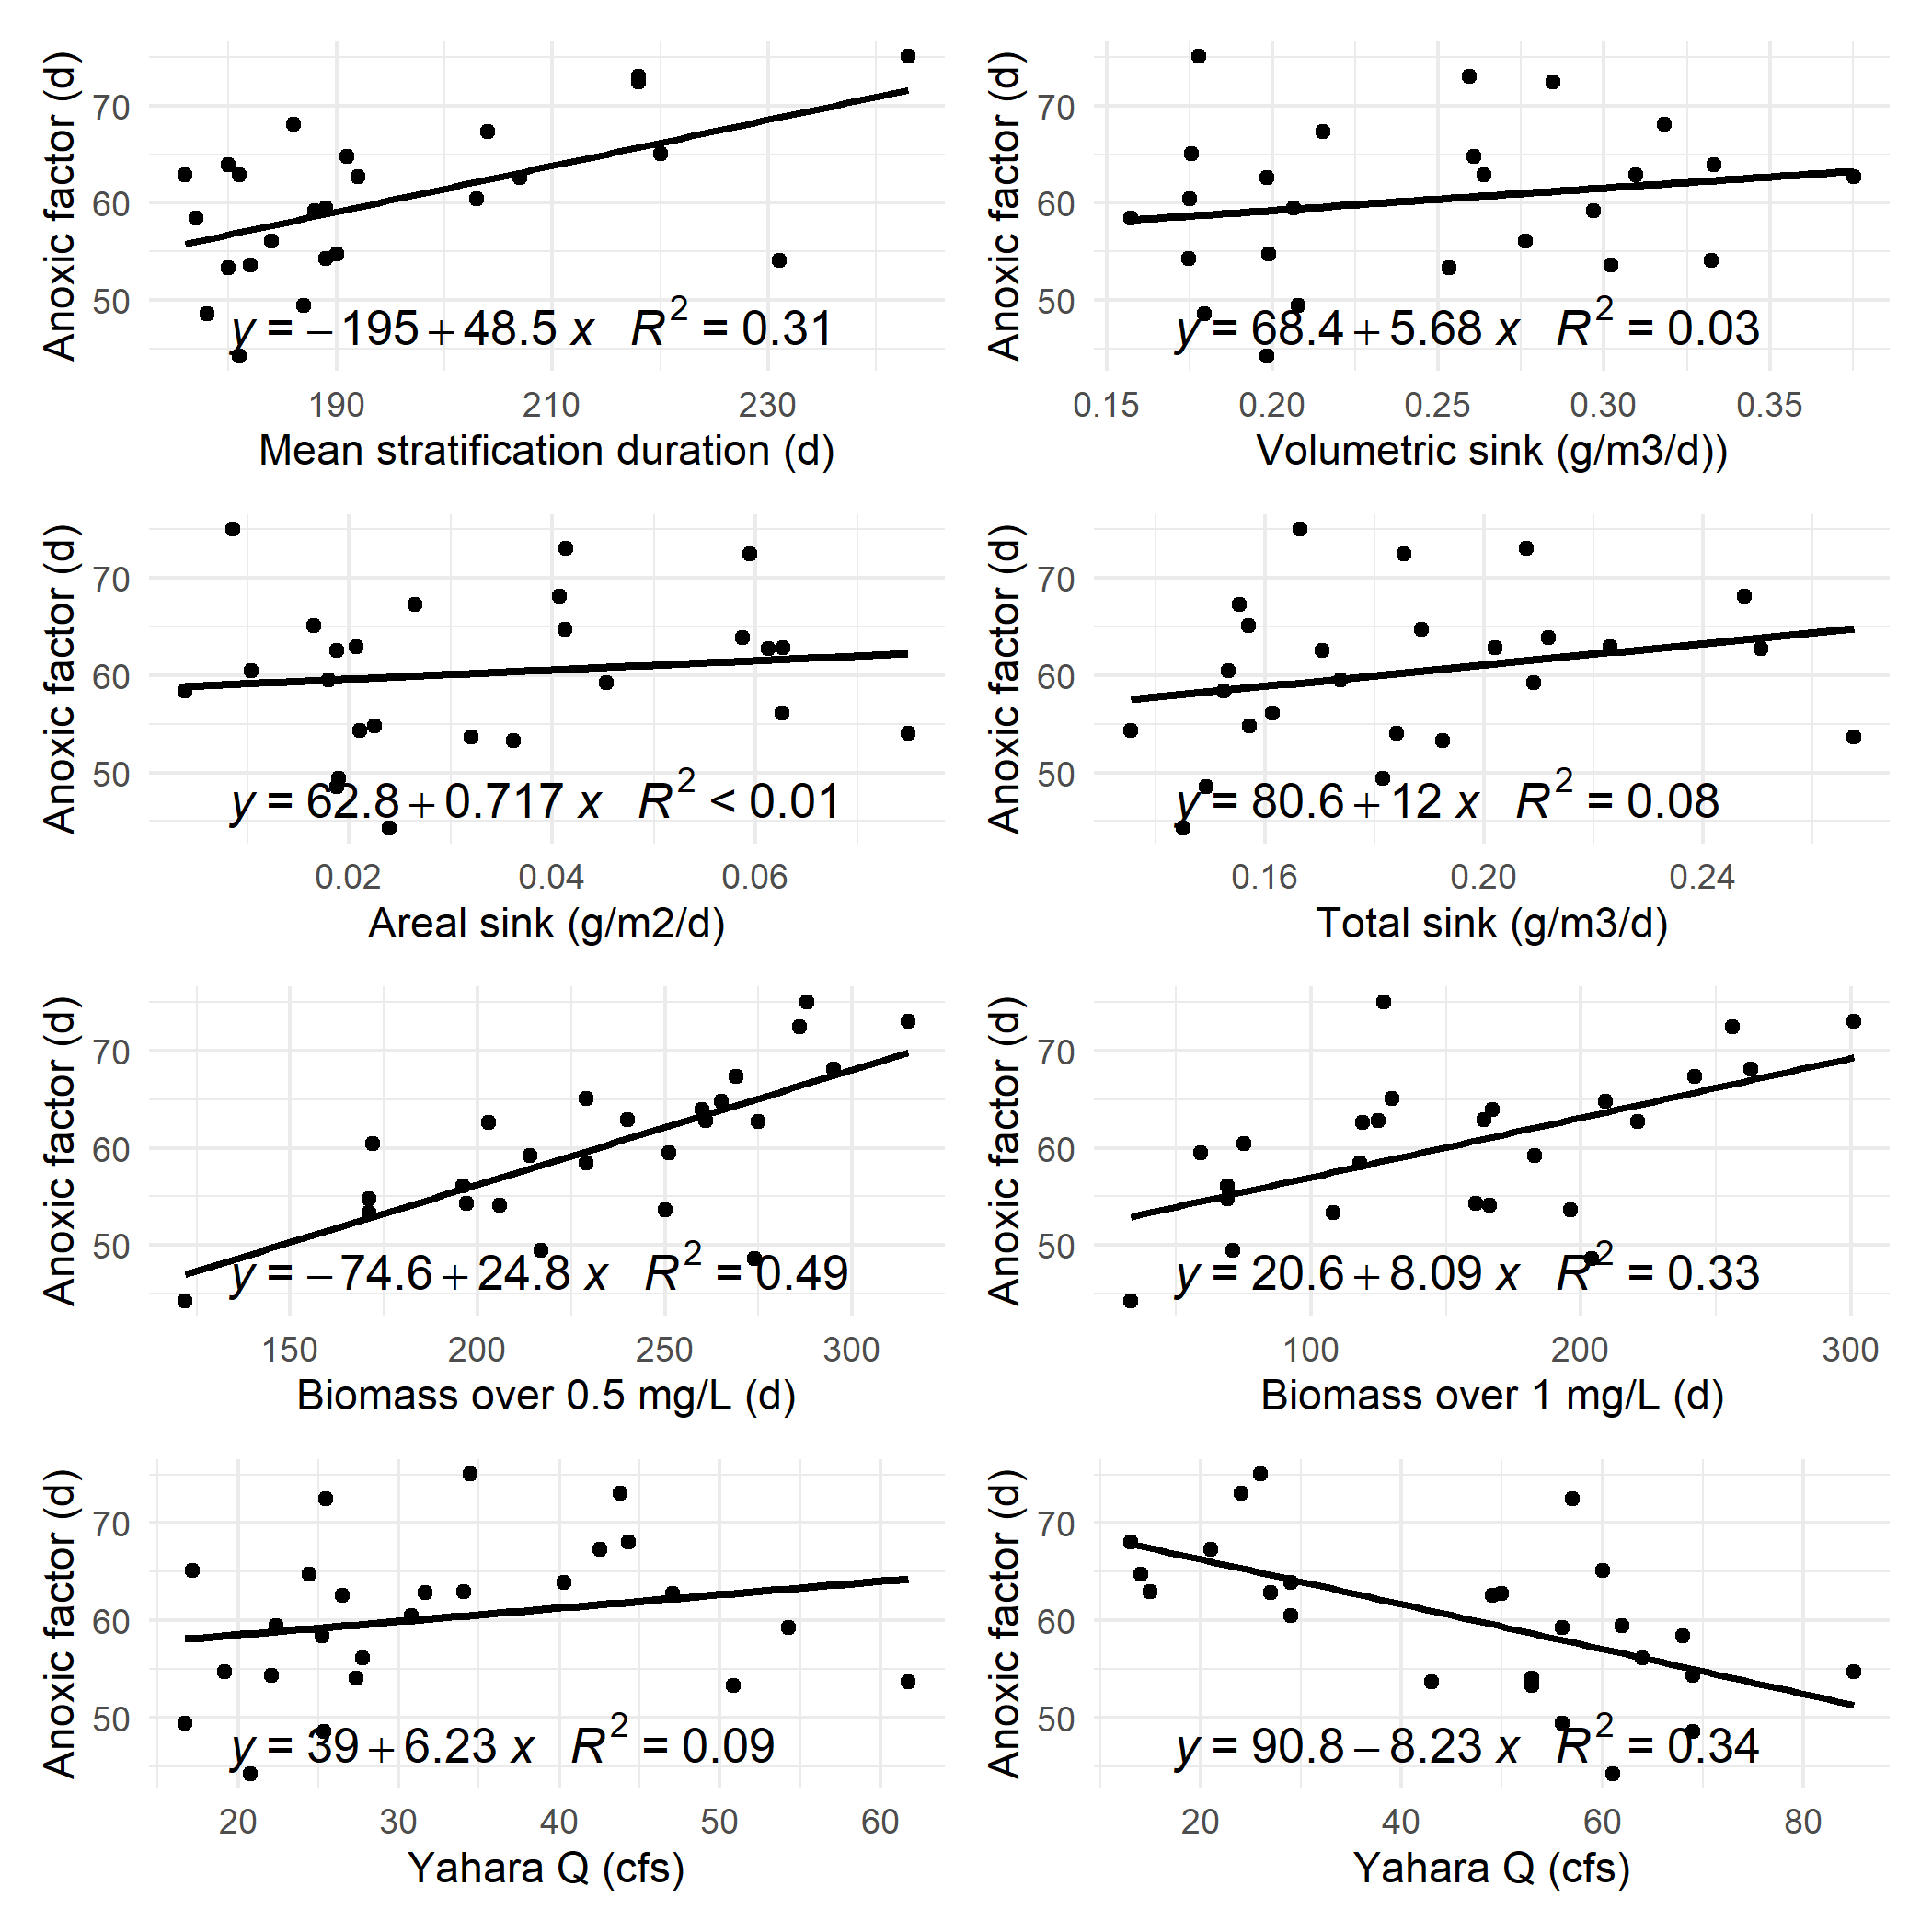 Anoxic factor (d)
70
60
50
y = −195+48.5 x R2 = 0.31
190 210 230
Mean stratification duration (d)
Anoxic factor (d)
70
60
50
y = 68.4+5.68 x R2 = 0.03
0.15 0.20 0.25 0.30 0.35
Volumetric sink (g/m3/d))
Anoxic factor (d)
70
60
50
y = 62.8+0.717 x R2 < 0.01
0.02 0.04 0.06
Areal sink (g/m2/d)
Anoxic factor (d)
70
60
50
y = 80.6+12 x R2 = 0.08
0.16 0.20 0.24
Total sink (g/m3/d)
Anoxic factor (d)
70
60
50
y = −74.6+24.8 x R2 = 0.49
150 200 250 300
Biomass over 0.5 mg/L (d)
Anoxic factor (d)
70
60
50
y = 20.6+8.09 x R2 = 0.33
100 200 300
Biomass over 1 mg/L (d)
Anoxic factor (d)
70
60
50
y = 39+6.23 x R2 = 0.09
20 30 40 50 60
Yahara Q (cfs)
Anoxic factor (d)
70
60
50
y = 90.8−8.23 x R2 = 0.34
20 40 60 80
Yahara Q (cfs)